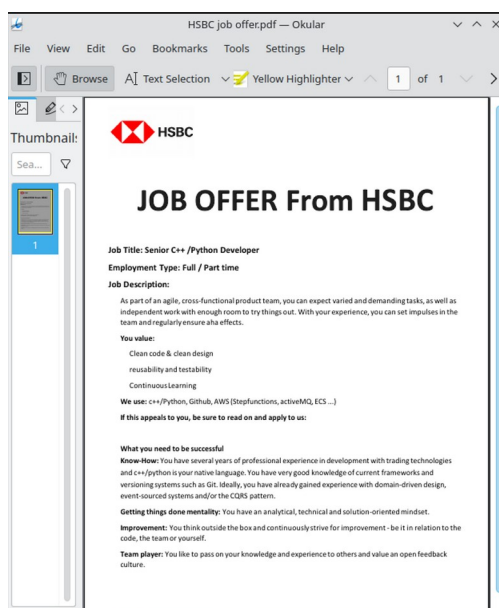 HSBC job offer.pdf — Okular
File View Edit Go Bookmarks Tools Settings Help
Browse Text Selection Yellow Highlighter 1 of 1
Thumbnails
Sea...
1
HSBC
JOB OFFER From HSBC
Job Title: Senior C++ /Python Developer
Employment Type: Full / Part time
Job Description:
As part of an agile, cross-functional product team, you can expect varied and demanding tasks, as well as
independent work with enough room to try things out. With your experience, you can set impulses in the
team and regularly ensure aha effects.
You value:
Clean code & clean design
reusability and testability
Continuous Learning
We use: c++/Python, Github, AWS (Stepfunctions, activeMQ, ECS ...)
If this appeals to you, be sure to read on and apply to us:
What you need to be successful
Know-How: You have several years of professional experience in development with trading technologies
and c++/python is your native language. You have very good knowledge of current frameworks and
versioning systems such as Git. Ideally, you have already gained experience with domain-driven design,
event-sourced systems and/or the CQRS pattern.
Getting things done mentality: You have an analytical, technical and solution-oriented mindset.
Improvement: You think outside the box and continuously strive for improvement - be it in relation to the
code, the team or yourself.
Team player: You like to pass on your knowledge and experience to others and value an open feedback
culture.